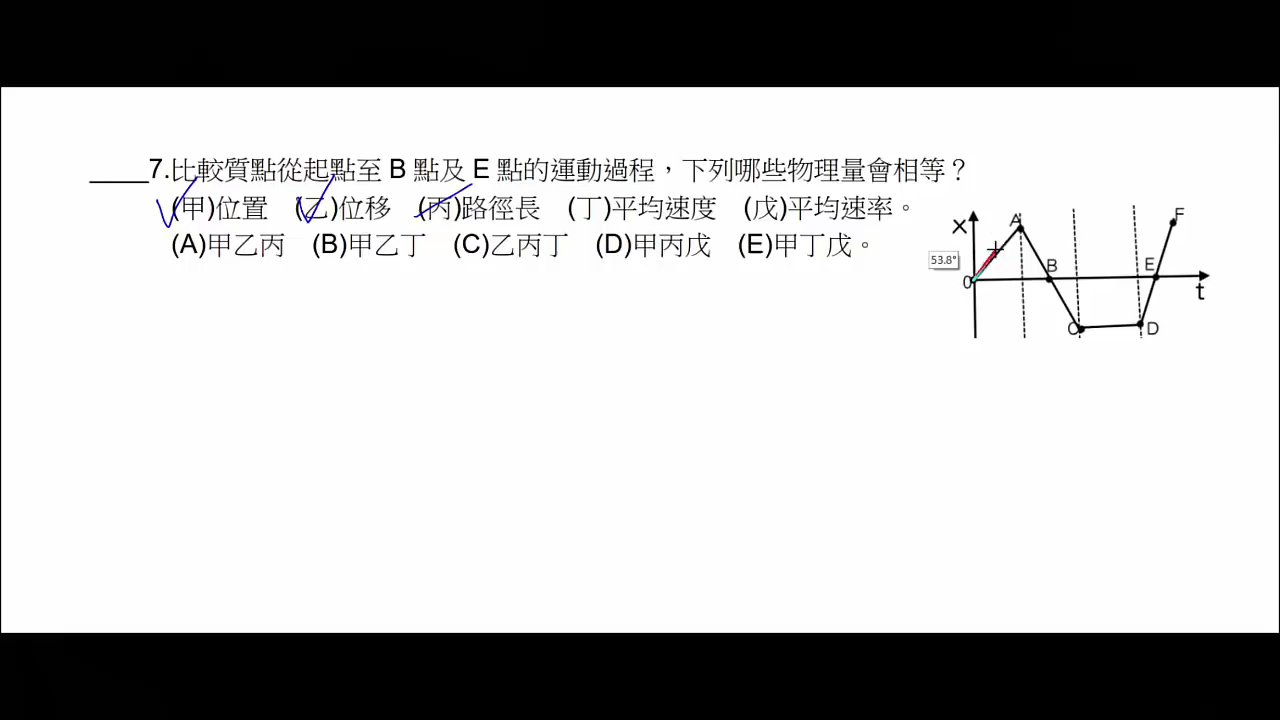 ____7.比較質點從起點至 B 點及 E 點的運動過程，下列哪些物理量會相等？
(甲)位置 (乙)位移 (丙)路徑長 (丁)平均速度 (戊)平均速率。
(A)甲乙丙 (B)甲乙丁 (C)乙丙丁 (D)甲丙戊 (E)甲丁戊。
x A F
53.8°
0 B E t
C D